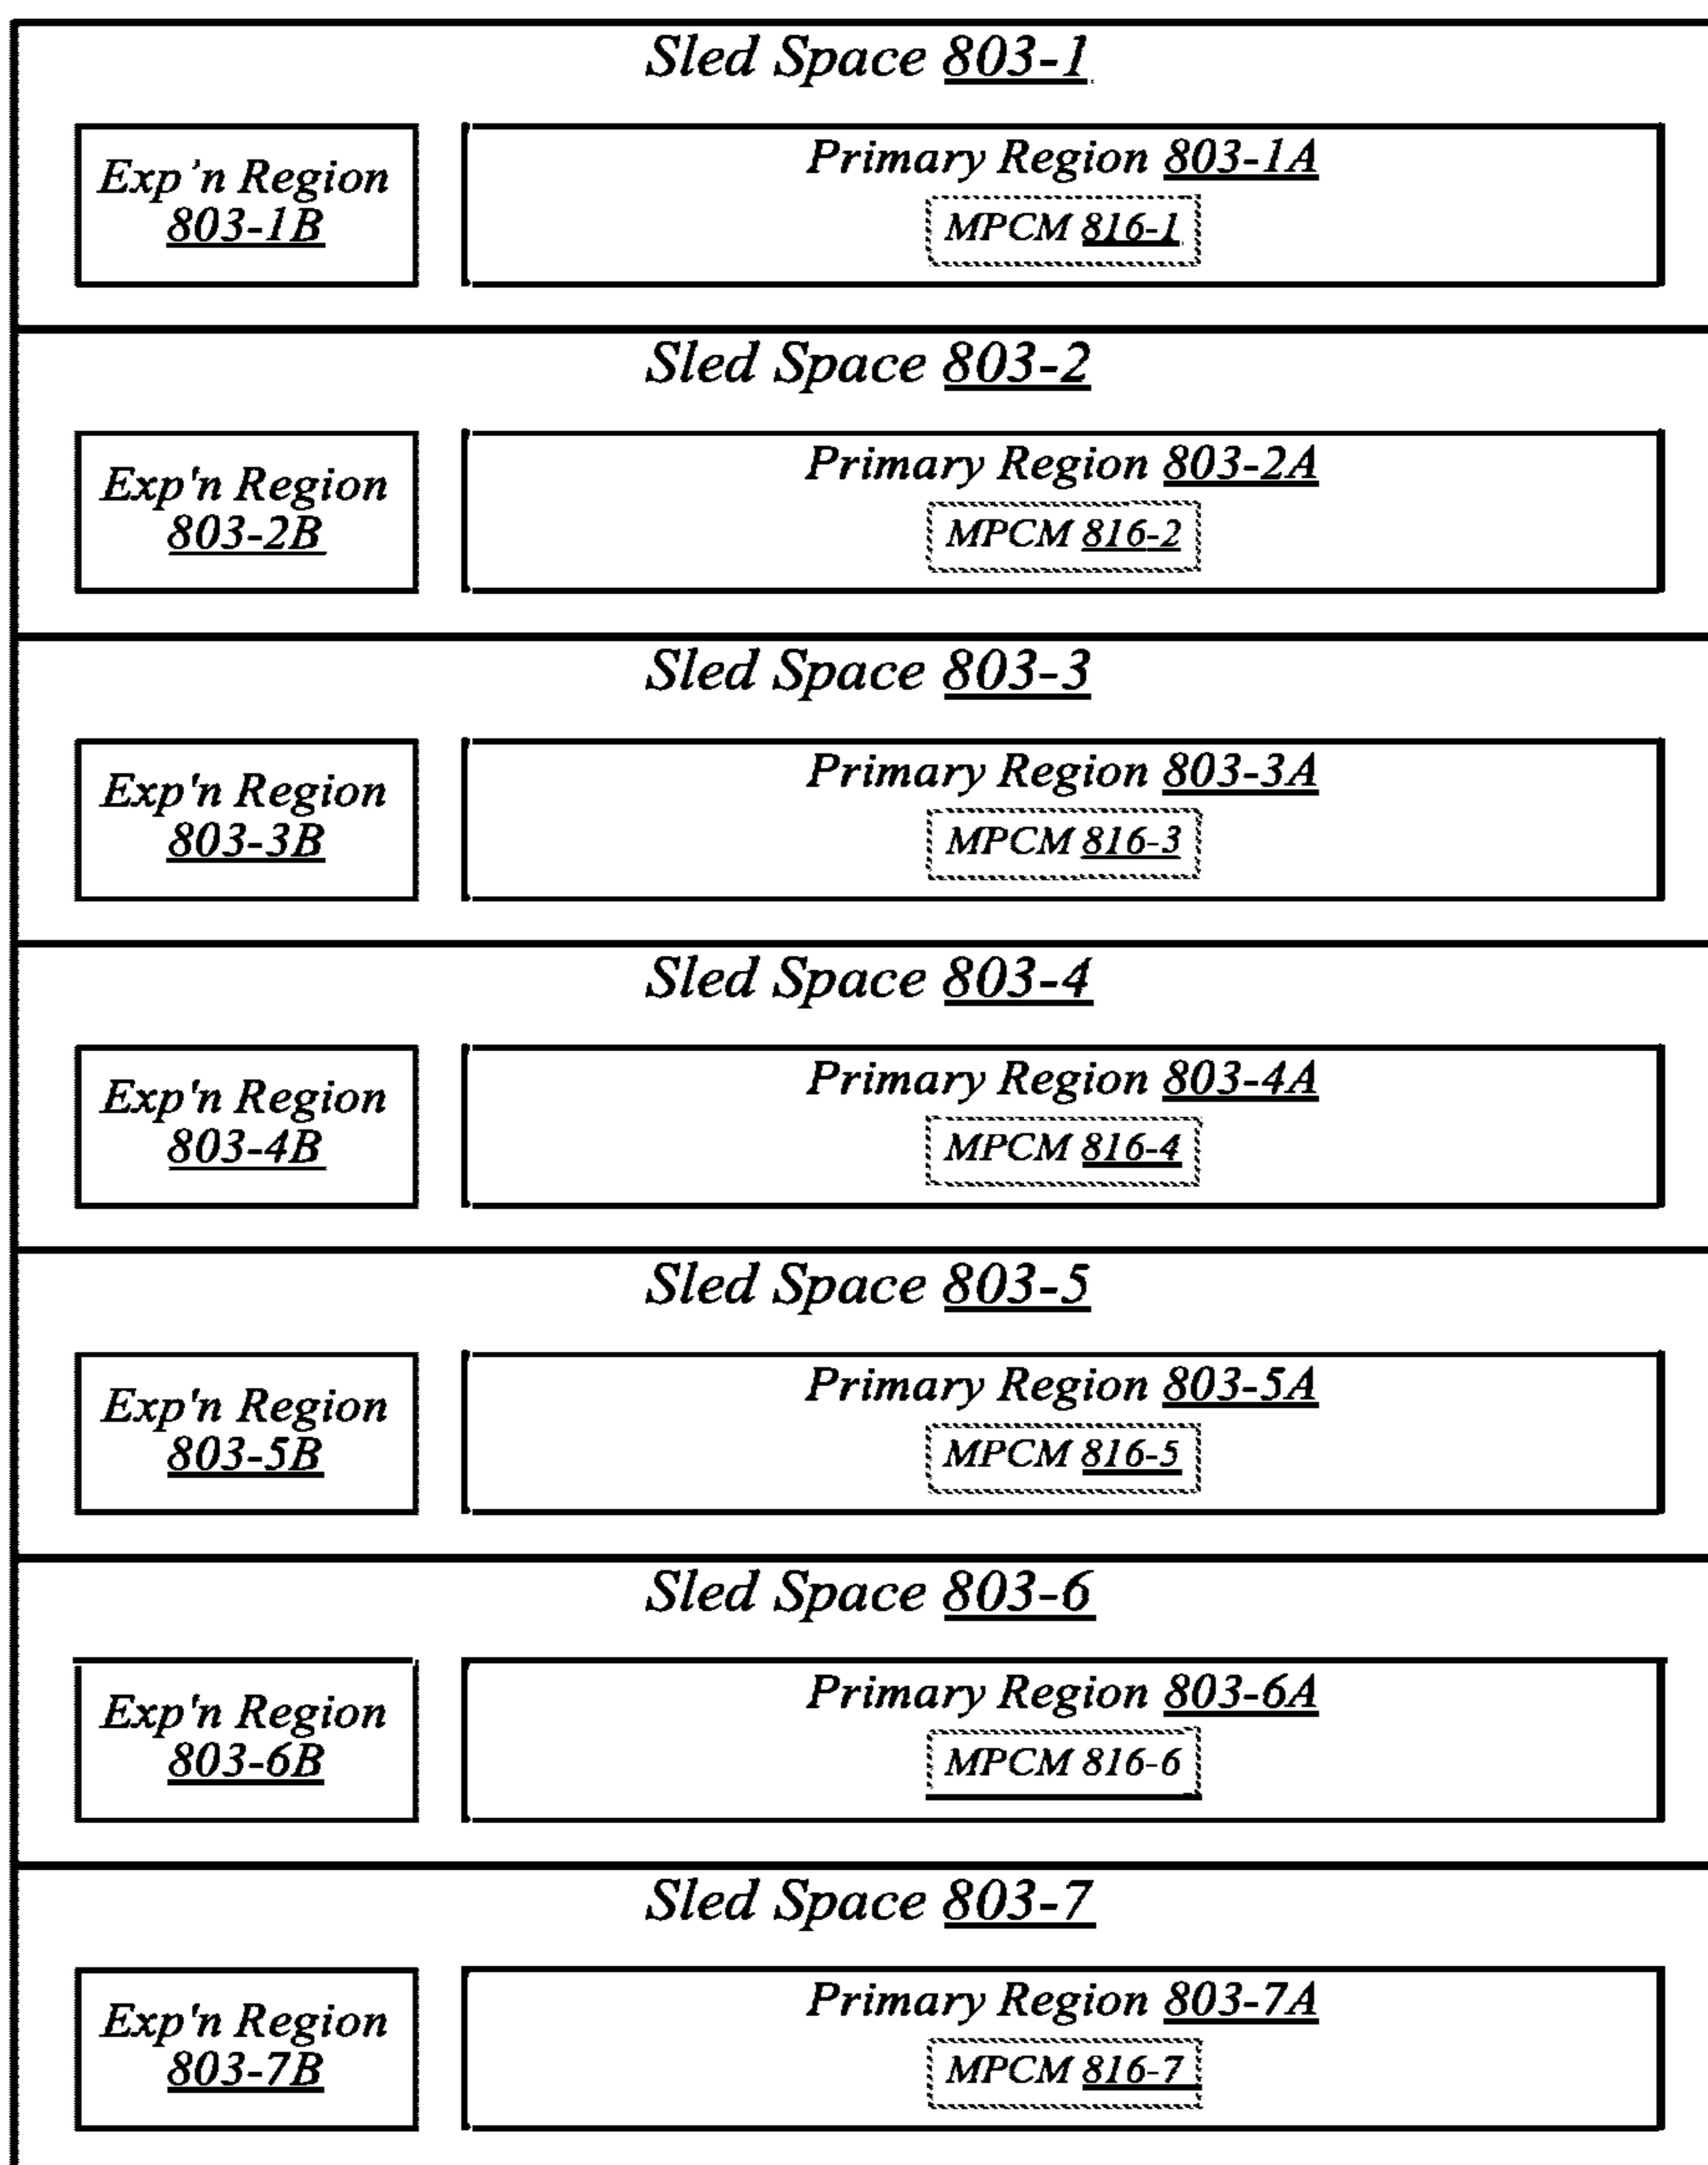 Sled Space 803-1
Exp’n Region
803-1B
Primary Region 803-1A
MPCM 816-1
Sled Space 803-2
Exp'n Region
803-2B
Primary Region 803-2A
MPCM 816-2
Sled Space 803-3
Exp'n Region
803-3B
Primary Region 803-3A
MPCM 816-3
Sled Space 803-4
Exp'n Region
803-4B
Primary Region 803-4A
MPCM 816-4
Sled Space 803-5
Exp'n Region
803-5B
Primary Region 803-5A
MPCM 816-5
Sled Space 803-6
Exp'n Region
803-6B
Primary Region 803-6A
MPCM 816-6
Sled Space 803-7
Exp'n Region
803-7B
Primary Region 803-7A
MPCM 816-7